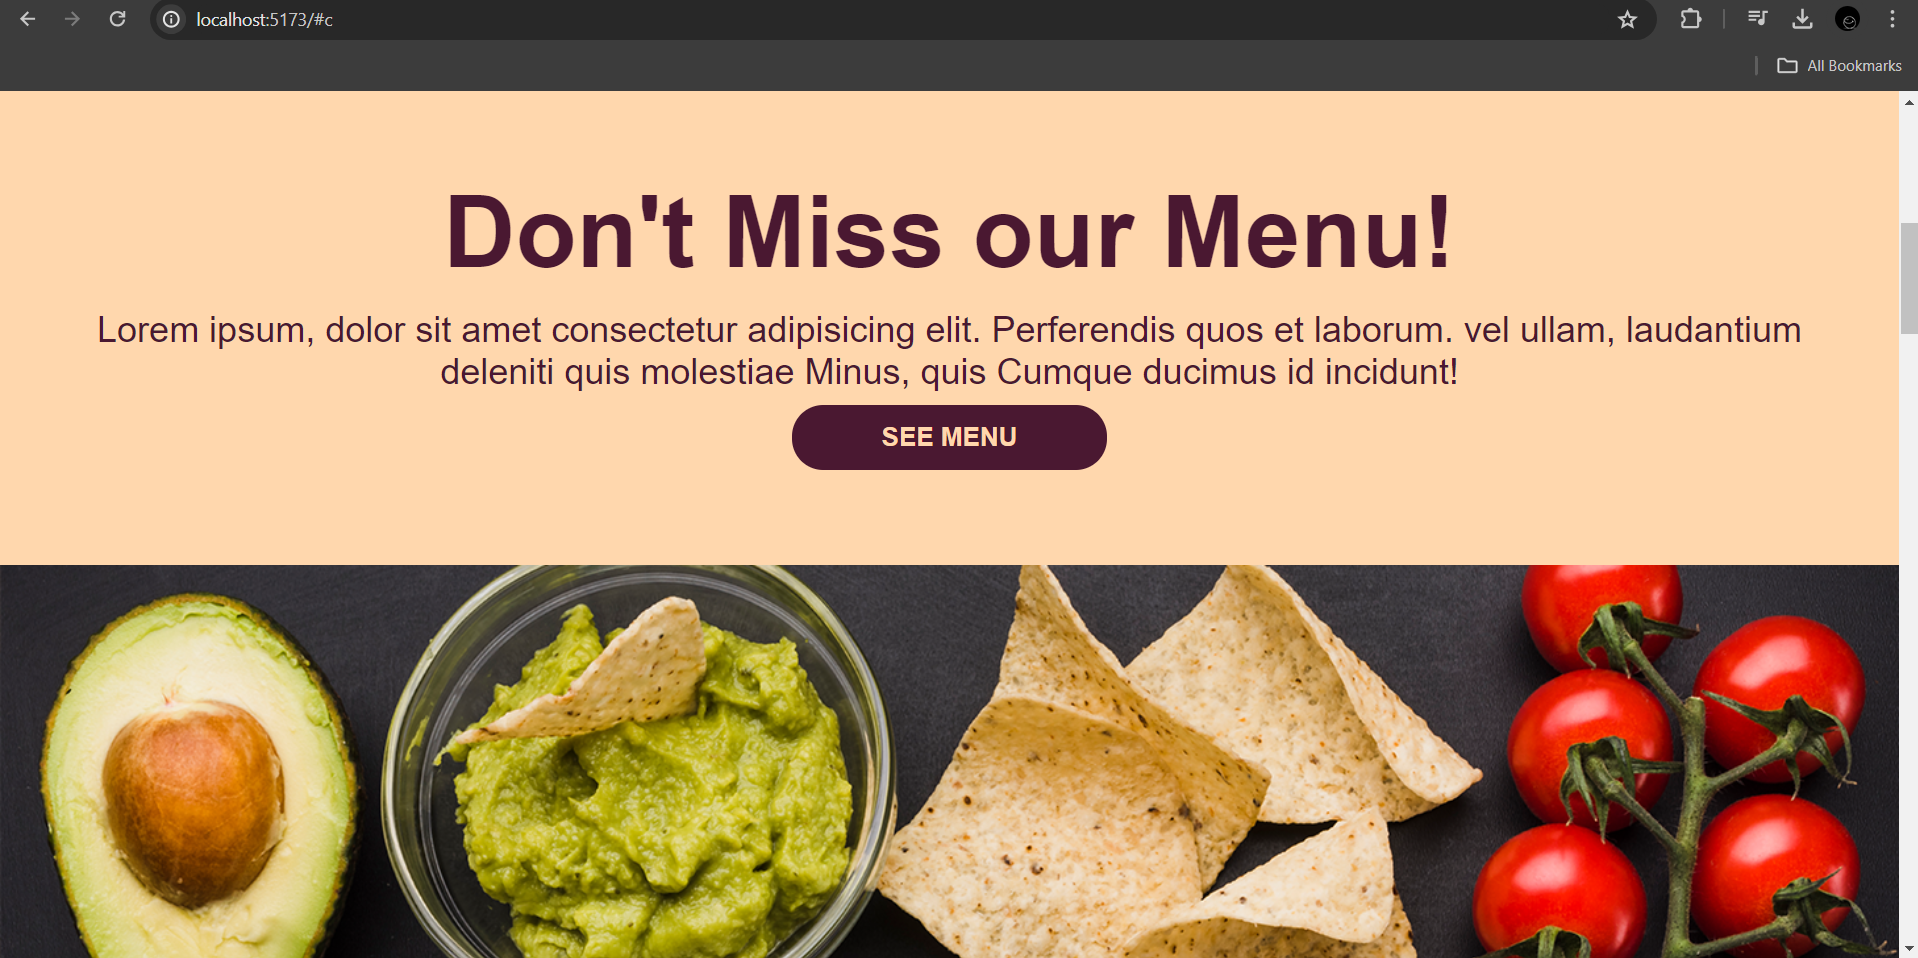 localhost:5173/#c
All Bookmarks
Don't Miss our Menu!
Lorem ipsum, dolor sit amet consectetur adipisicing elit. Perferendis quos et laborum. vel ullam, laudantium
deleniti quis molestiae Minus, quis Cumque ducimus id incidunt!
SEE MENU